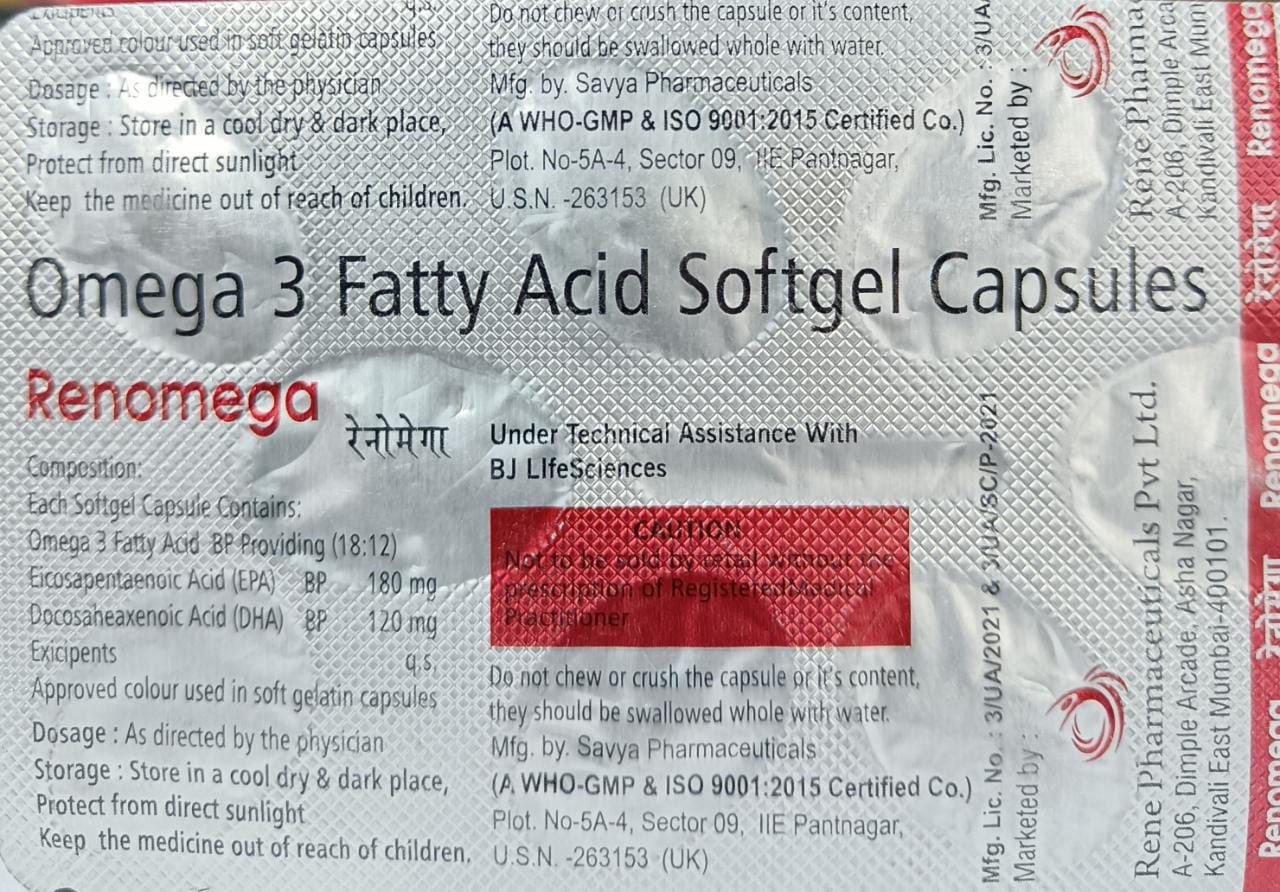 q.s.
Approved colour used in soft gelatin capsules
Dosage : As directed by the physician
Storage : Store in a cool dry & dark place,
Protect from direct sunlight
Keep the medicine out of reach of children.
Do not chew or crush the capsule or it's content,
they should be swallowed whole with water.
Mfg. by. Savya Pharmaceuticals
(A WHO-GMP & ISO 9001:2015 Certified Co.)
Plot. No-5A-4, Sector 09, IIE Pantnagar,
U.S.N. -263153 (UK)
Mfg. Lic. No. : 3/UA/
Marketed by :
Rene Pharma
A-206, Dimple Arca
Kandivali East Mum
Omega 3 Fatty Acid Softgel Capsules
Renomega
रेनोमेगा
Composition:
Each Softgel Capsule Contains:
Omega 3 Fatty Acid BP Providing (18:12)
Eicosapentaenoic Acid (EPA) BP 180 mg
Docosaheaxenoic Acid (DHA) BP 120 mg
Exicipents q.s,
Approved colour used in soft gelatin capsules
Dosage : As directed by the physician
Storage : Store in a cool dry & dark place,
Protect from direct sunlight
Keep the medicine out of reach of children.
Under Technical Assistance With
BJ LIfeSciences
CAUTION
Not to be sold by retail without the
prescription of RegisteredMedical
Practitioner
Do not chew or crush the capsule or it's content,
they should be swallowed whole with water.
Mfg. by. Savya Pharmaceuticals
(A WHO-GMP & ISO 9001:2015 Certified Co.)
Plot. No-5A-4, Sector 09, IIE Pantnagar,
U.S.N. -263153 (UK)
Mfg. Lic. No. : 3/UA/2021 & 3/UA/SC/P-2021
Marketed by :
Rene Pharmaceuticals Pvt Ltd.
A-206, Dimple Arcade, Asha Nagar,
Kandivali East Mumbai-400101.
Renomega रेनोमेगा Renomega रेनोमेगा Renomega